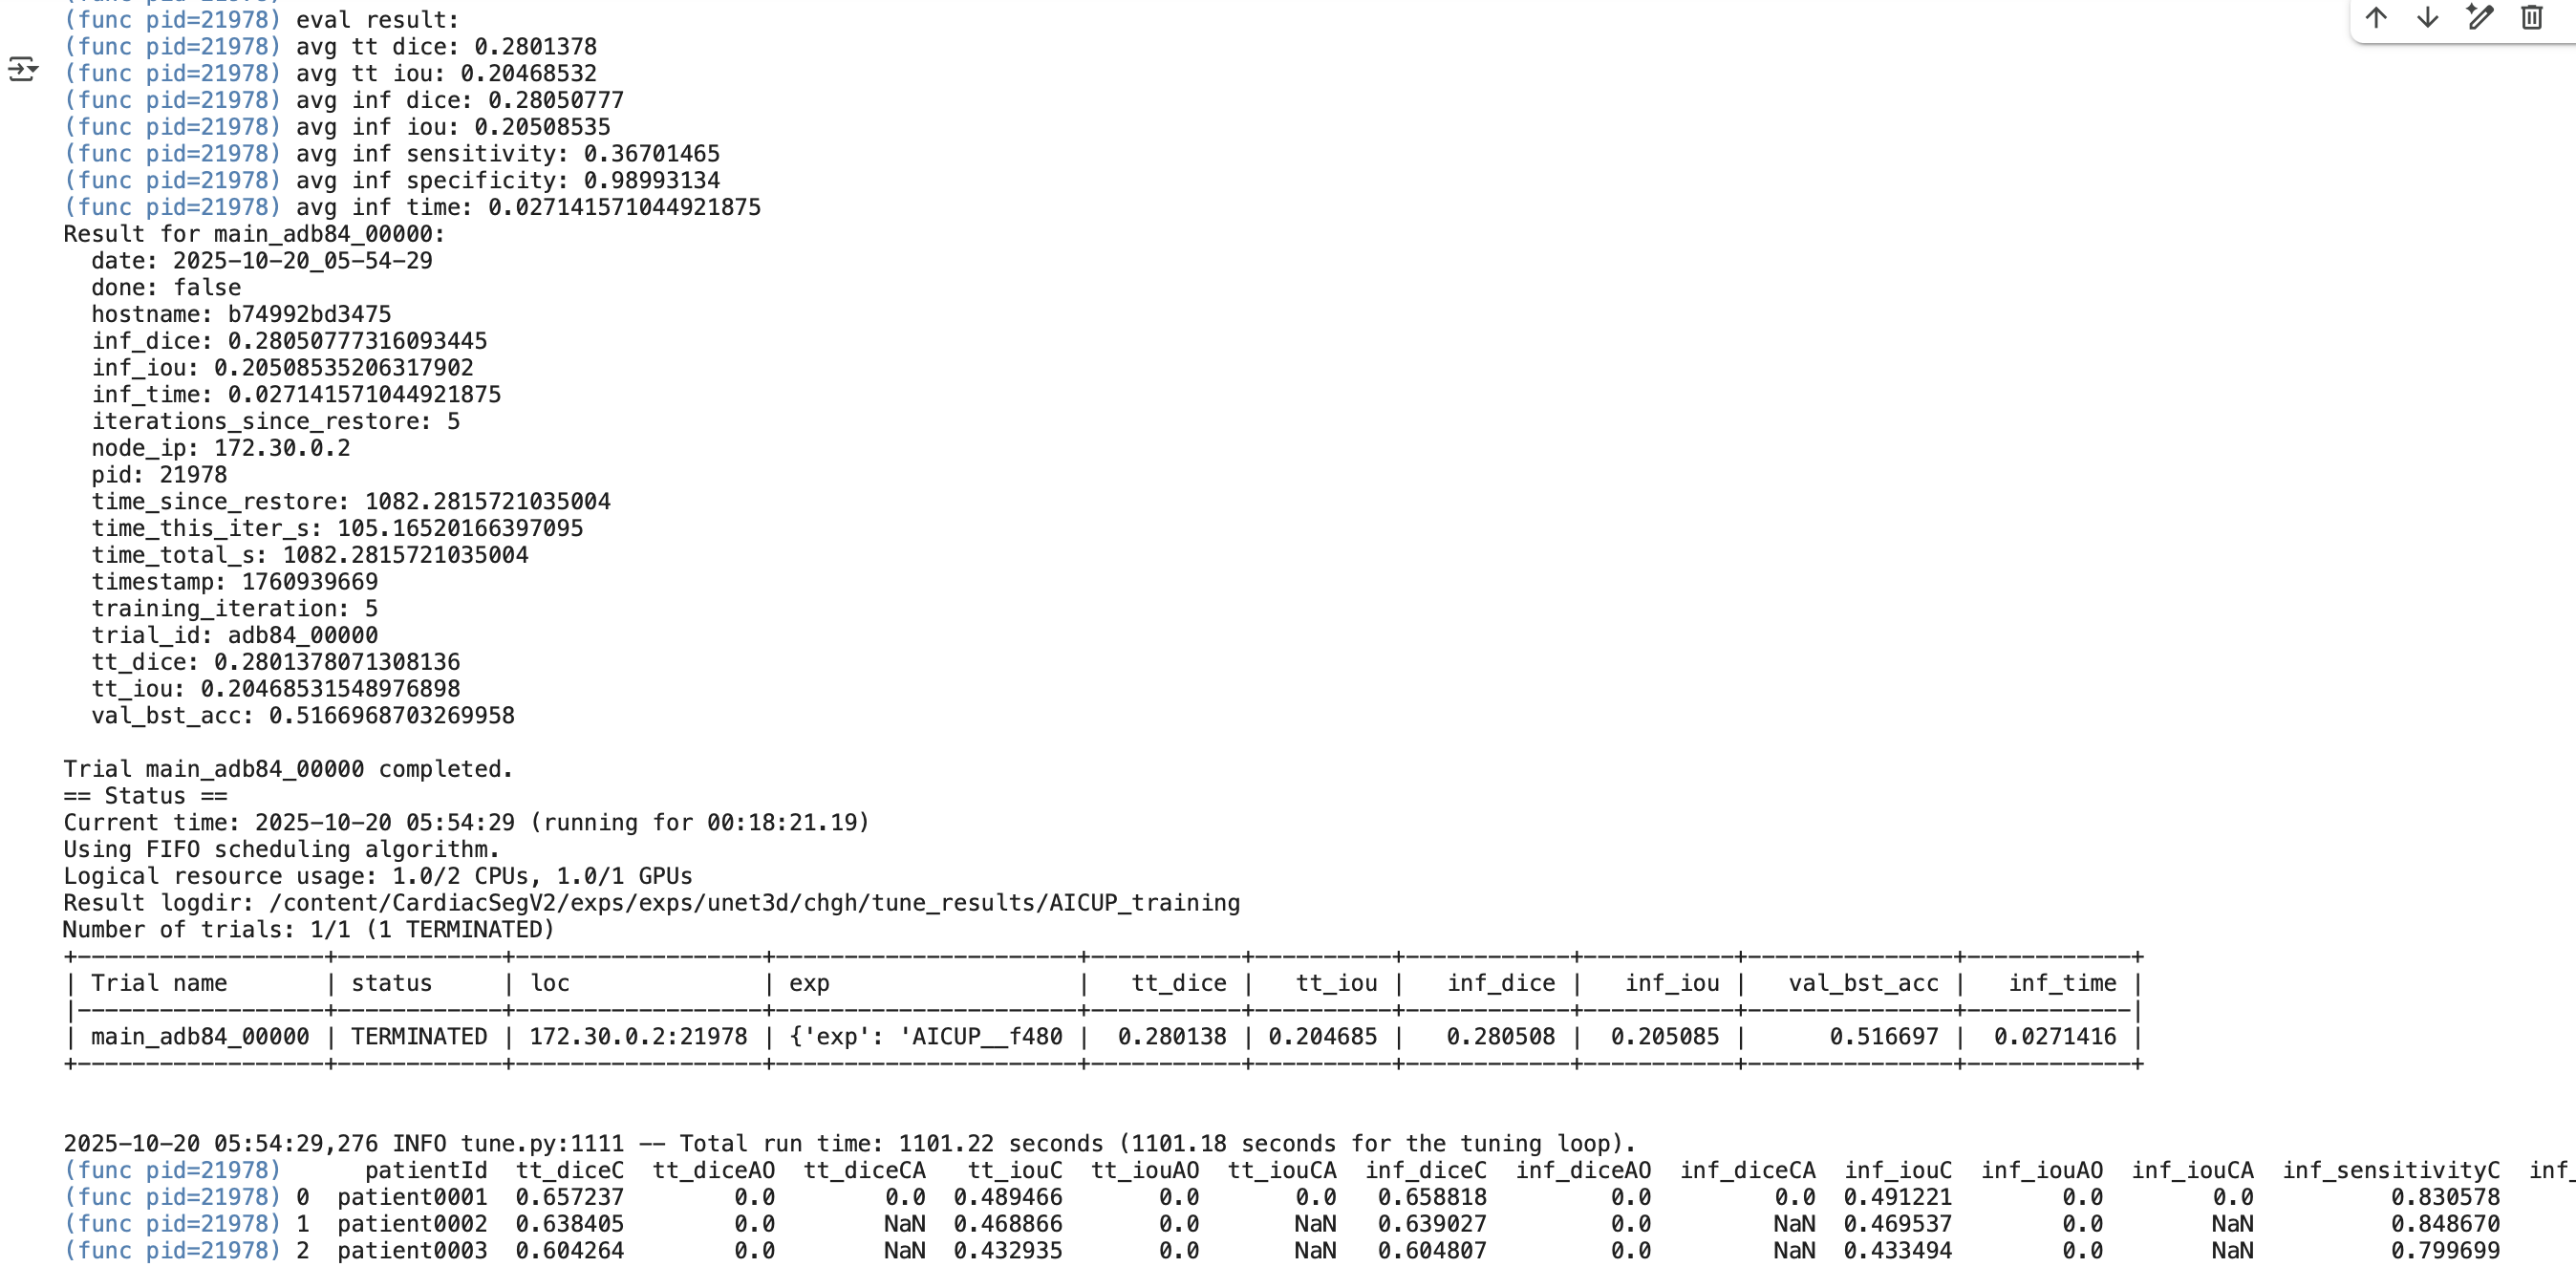 (func pid=21978) eval result:
(func pid=21978) avg tt dice: 0.2801378
(func pid=21978) avg tt iou: 0.20468532
(func pid=21978) avg inf dice: 0.28050777
(func pid=21978) avg inf iou: 0.20508535
(func pid=21978) avg inf sensitivity: 0.36701465
(func pid=21978) avg inf specificity: 0.98993134
(func pid=21978) avg inf time: 0.027141571044921875
Result for main_adb84_00000:
  date: 2025-10-20_05-54-29
  done: false
  hostname: b74992bd3475
  inf_dice: 0.28050777316093445
  inf_iou: 0.20508535206317902
  inf_time: 0.027141571044921875
  iterations_since_restore: 5
  node_ip: 172.30.0.2
  pid: 21978
  time_since_restore: 1082.2815721035004
  time_this_iter_s: 105.16520166397095
  time_total_s: 1082.2815721035004
  timestamp: 1760939669
  training_iteration: 5
  trial_id: adb84_00000
  tt_dice: 0.2801378071308136
  tt_iou: 0.20468531548976898
  val_bst_acc: 0.5166968703269958
Trial main_adb84_00000 completed.
== Status ==
Current time: 2025-10-20 05:54:29 (running for 00:18:21.19)
Using FIFO scheduling algorithm.
Logical resource usage: 1.0/2 CPUs, 1.0/1 GPUs
Result logdir: /content/CardiacSegV2/exps/exps/unet3d/chgh/tune_results/AICUP_training
Number of trials: 1/1 (1 TERMINATED)
+------------------+------------+------------------+----------------------+-----------+----------+------------+-----------+---------------+------------+
| Trial name       | status     | loc              | exp                  |   tt_dice |   tt_iou |   inf_dice |   inf_iou |   val_bst_acc |   inf_time |
|------------------+------------+------------------+----------------------+-----------+----------+------------+-----------+---------------+------------|
| main_adb84_00000 | TERMINATED | 172.30.0.2:21978 | {'exp': 'AICUP__f480 |  0.280138 | 0.204685 |   0.280508 |  0.205085 |      0.516697 |  0.0271416 |
+------------------+------------+------------------+----------------------+-----------+----------+------------+-----------+---------------+------------+
2025-10-20 05:54:29,276 INFO tune.py:1111 -- Total run time: 1101.22 seconds (1101.18 seconds for the tuning loop).
(func pid=21978)      patientId  tt_diceC  tt_diceAO  tt_diceCA  tt_iouC  tt_iouAO  tt_iouCA  inf_diceC  inf_diceAO  inf_diceCA  inf_iouC  inf_iouAO  inf_iouCA  inf_sensitivityC  inf_
(func pid=21978) 0  patient0001  0.657237        0.0        0.0 0.489466       0.0       0.0   0.658818         0.0         0.0  0.491221        0.0        0.0          0.830578
(func pid=21978) 1  patient0002  0.638405        0.0        NaN 0.468866       0.0       NaN   0.639027         0.0         NaN  0.469537        0.0        NaN          0.848670
(func pid=21978) 2  patient0003  0.604264        0.0        NaN 0.432935       0.0       NaN   0.604807         0.0         NaN  0.433494        0.0        NaN          0.799699